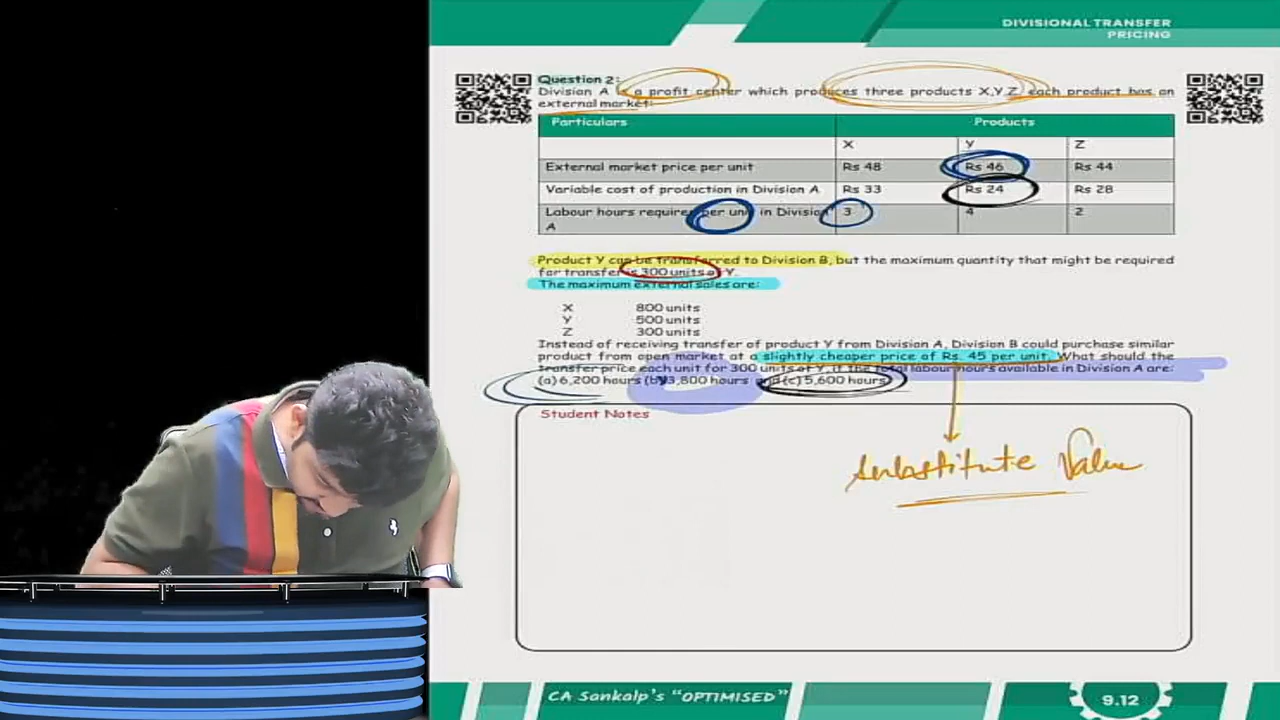 DIVISIONAL TRANSFER
PRICING
Question 2:
Division A is a profit center which produces three products X,Y Z each product has an
external market:
Particulars Products
X Y Z
External market price per unit Rs 48 Rs 46 Rs 44
Variable cost of production in Division A Rs 33 Rs 24 Rs 28
Labour hours required per unit in Division 3 4 2
A
Product Y can be transferred to Division B, but the maximum quantity that might be required
for transfer is 300 units of Y.
The maximum external sales are:
X 800 units
Y 500 units
Z 300 units
Instead of receiving transfer of product Y from Division A, Division B could purchase similar
product from open market at a slightly cheaper price of Rs. 45 per unit. What should the
transfer price each unit for 300 units of Y, if the total labour hours available in Division A are:
(a) 6,200 hours (b) 3,800 hours and (c) 5,600 hours
Student Notes
Substitute Value
CA Sankalp's "OPTIMISED"
9.12